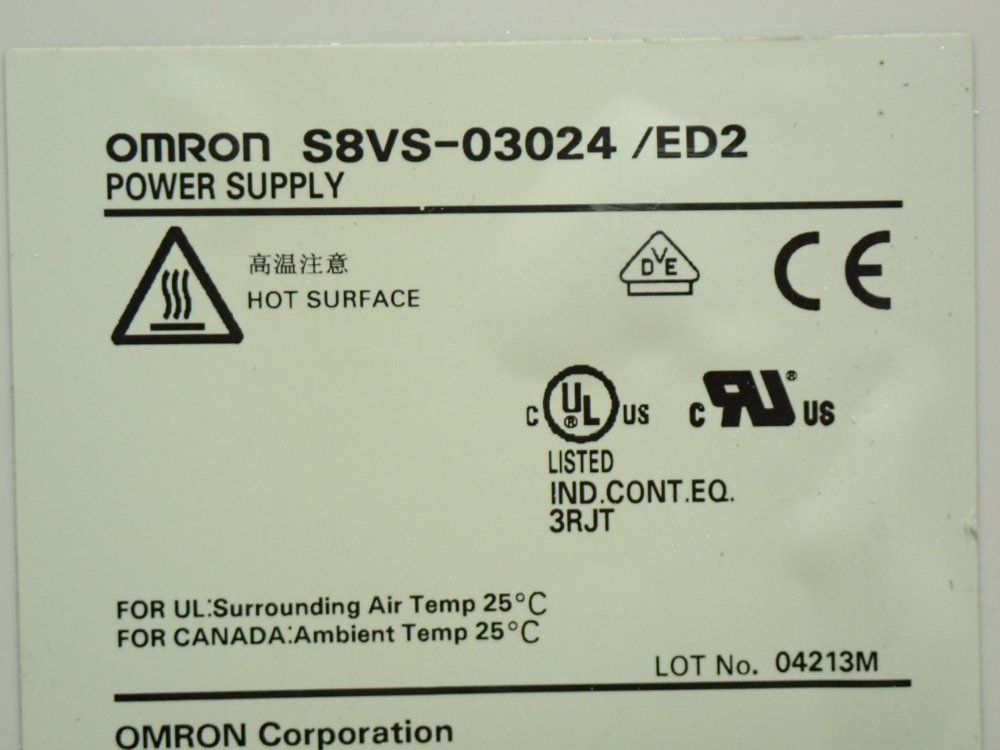 OMRON S8VS-03024 /ED2
POWER SUPPLY
高温注意
HOT SURFACE
DVE
CE
C UL® US
C RU® US
LISTED
IND.CONT.EQ.
3RJT
FOR UL:Surrounding Air Temp 25°C
FOR CANADA:Ambient Temp 25°C
LOT No. 04213M
OMRON Corporation